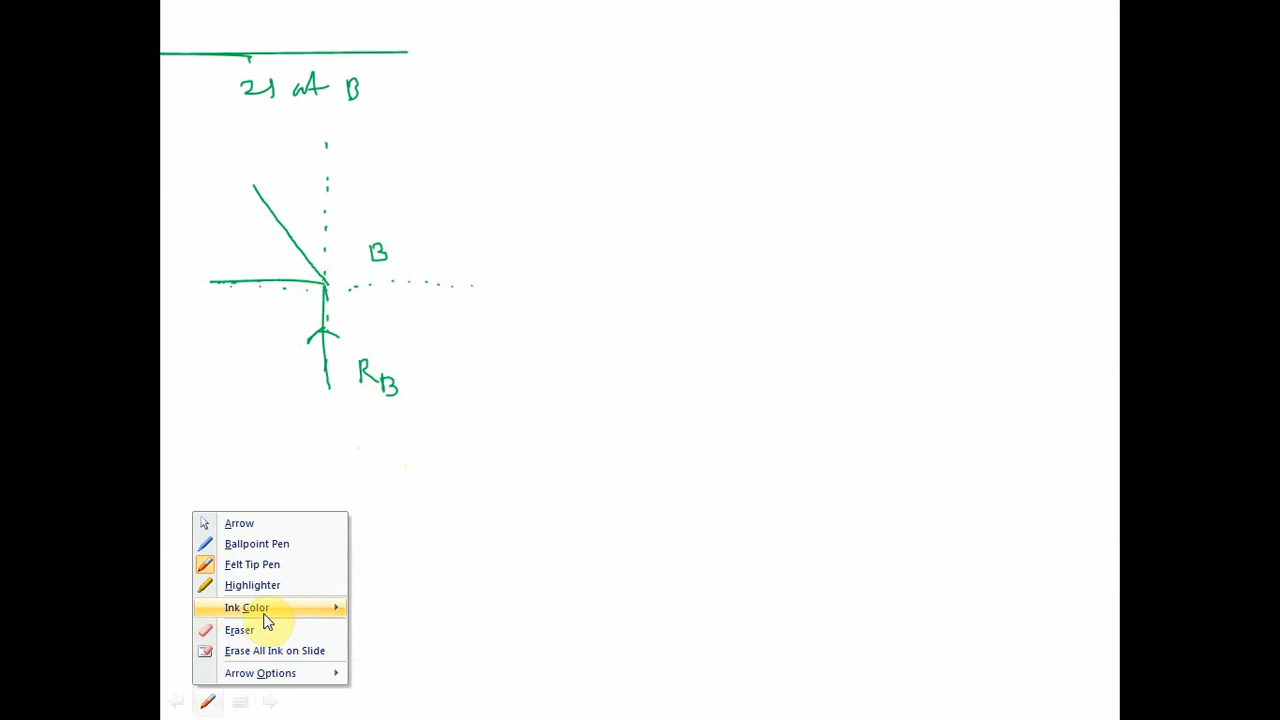 at B
B
RB
Arrow
Ballpoint Pen
Felt Tip Pen
Highlighter
Ink Color
Eraser
Erase All Ink on Slide
Arrow Options